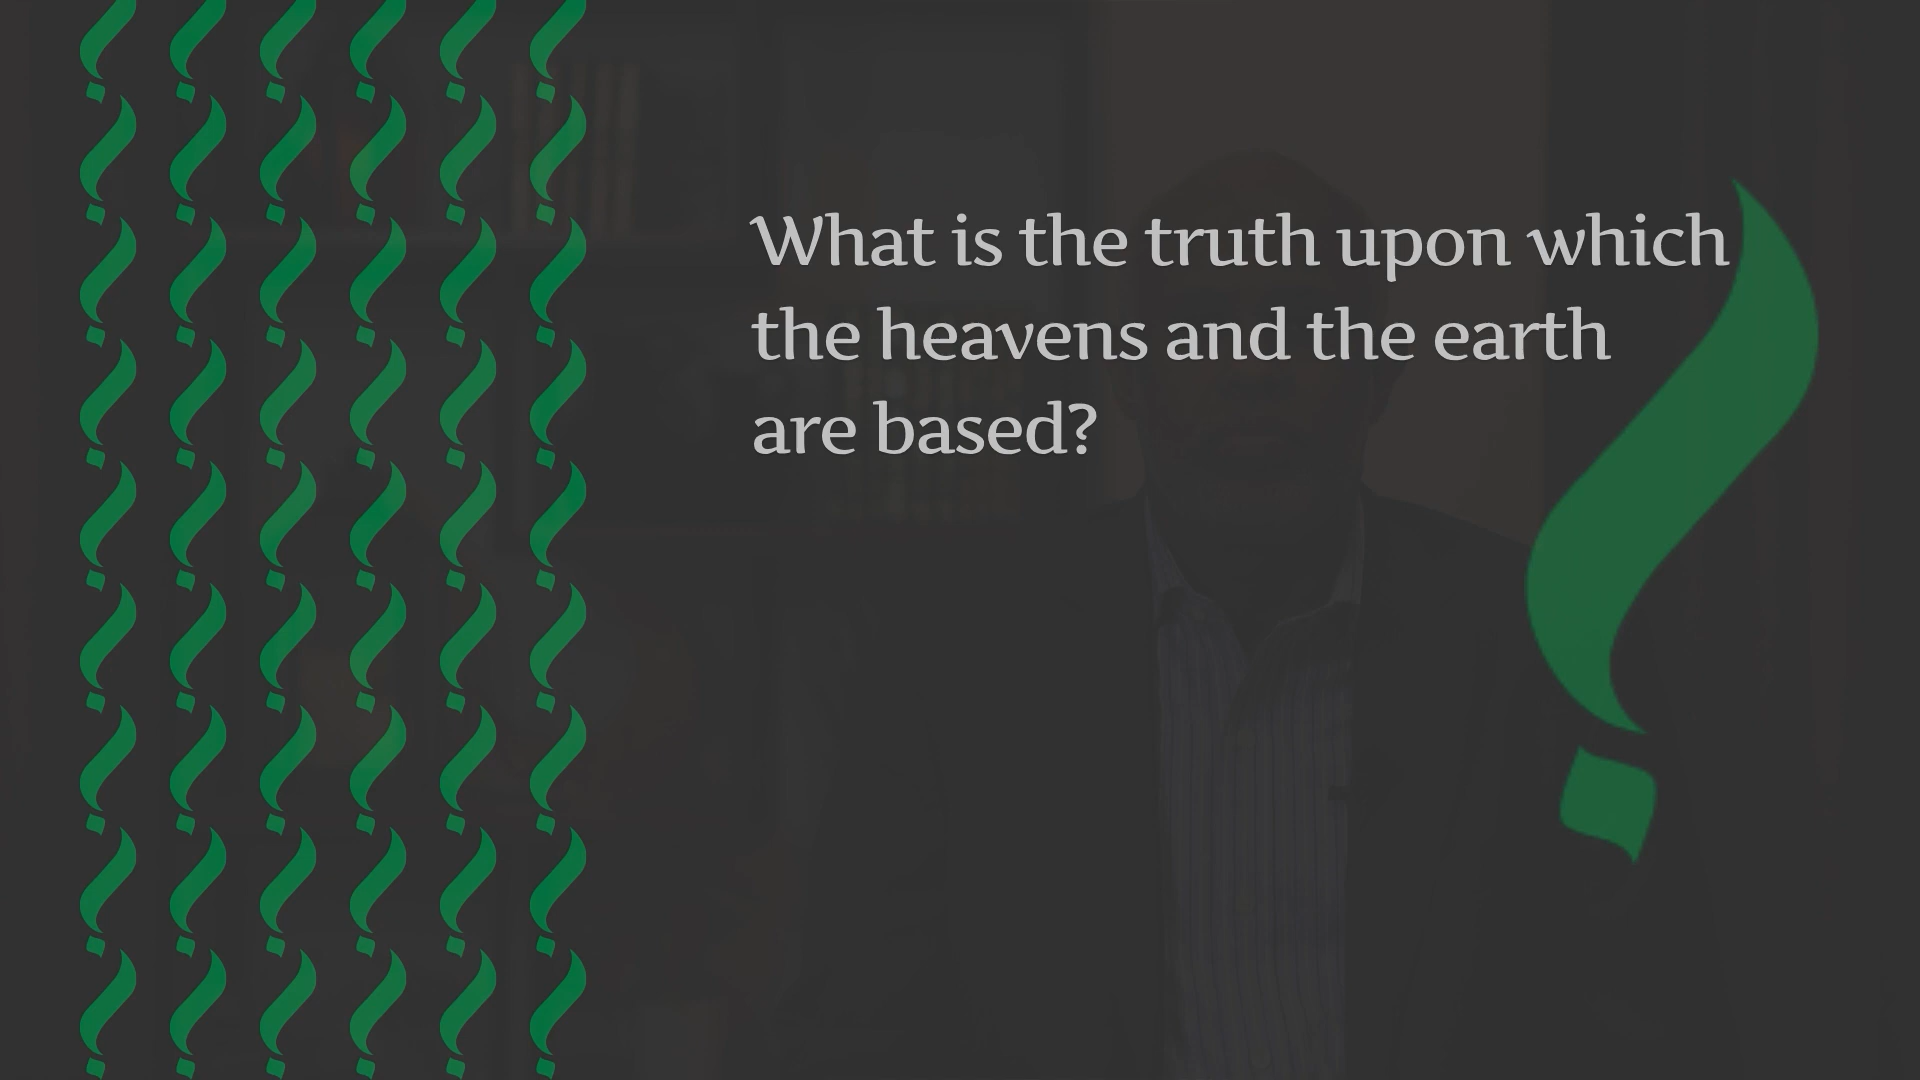 What is the truth upon which
the heavens and the earth
are based?